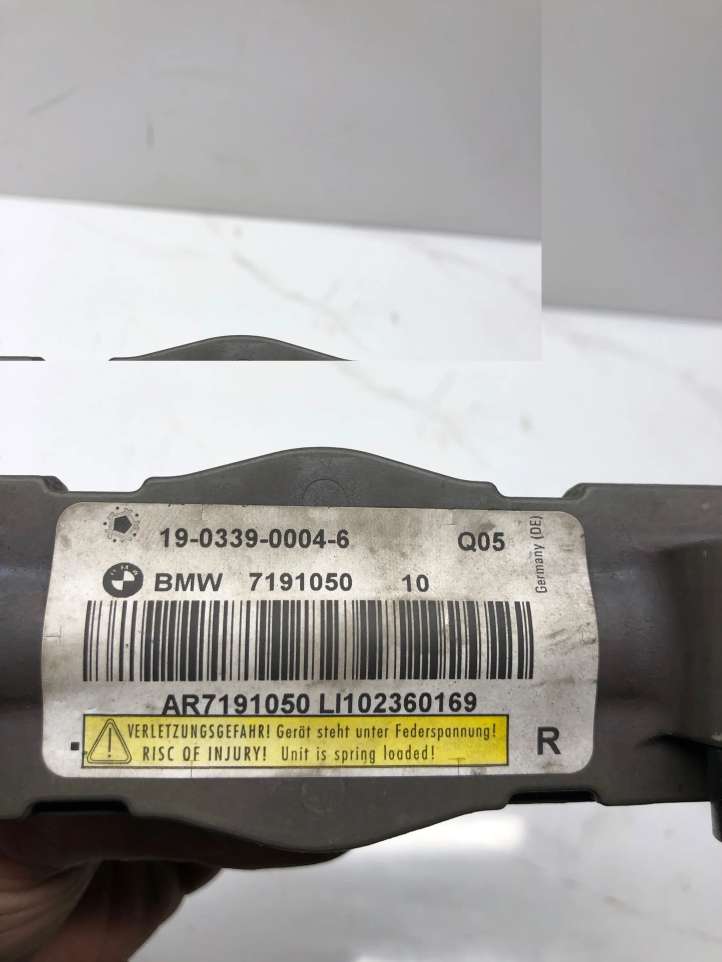 19-0339-0004-6 Q05
Germany (DE)
BMW 7191050 10
AR7191050 LI102360169
VERLETZUNGSGEFAHR! Gerät steht unter Federspannung!
RISC OF INJURY! Unit is spring loaded!
R